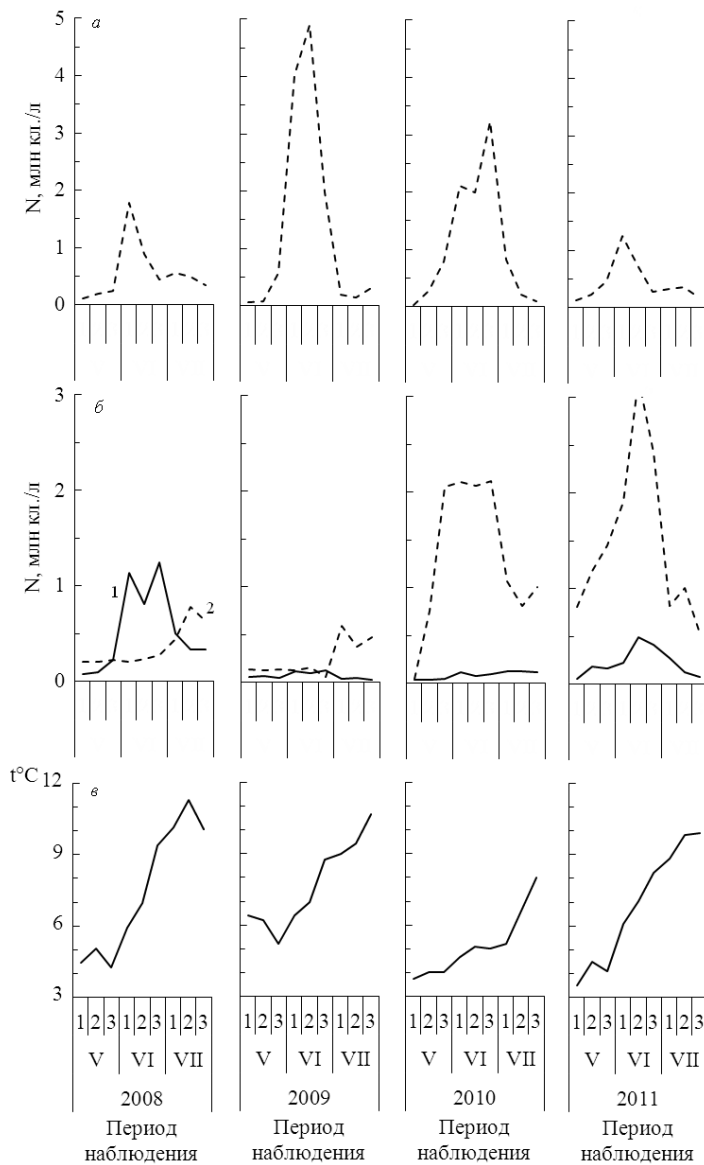 а
N, млн кл./л
5
4
3
2
1
0
б
N, млн кл./л
3
2
1
0
1
2
в
t°C
12
9
6
3
1 2 3 1 2 3 1 2 3 1 2 3 1 2 3 1 2 3 1 2 3 1 2 3 1 2 3 1 2 3 1 2 3 1 2 3
V VI VII V VI VII V VI VII V VI VII
2008 2009 2010 2011
Период Период Период Период
наблюдения наблюдения наблюдения наблюдения